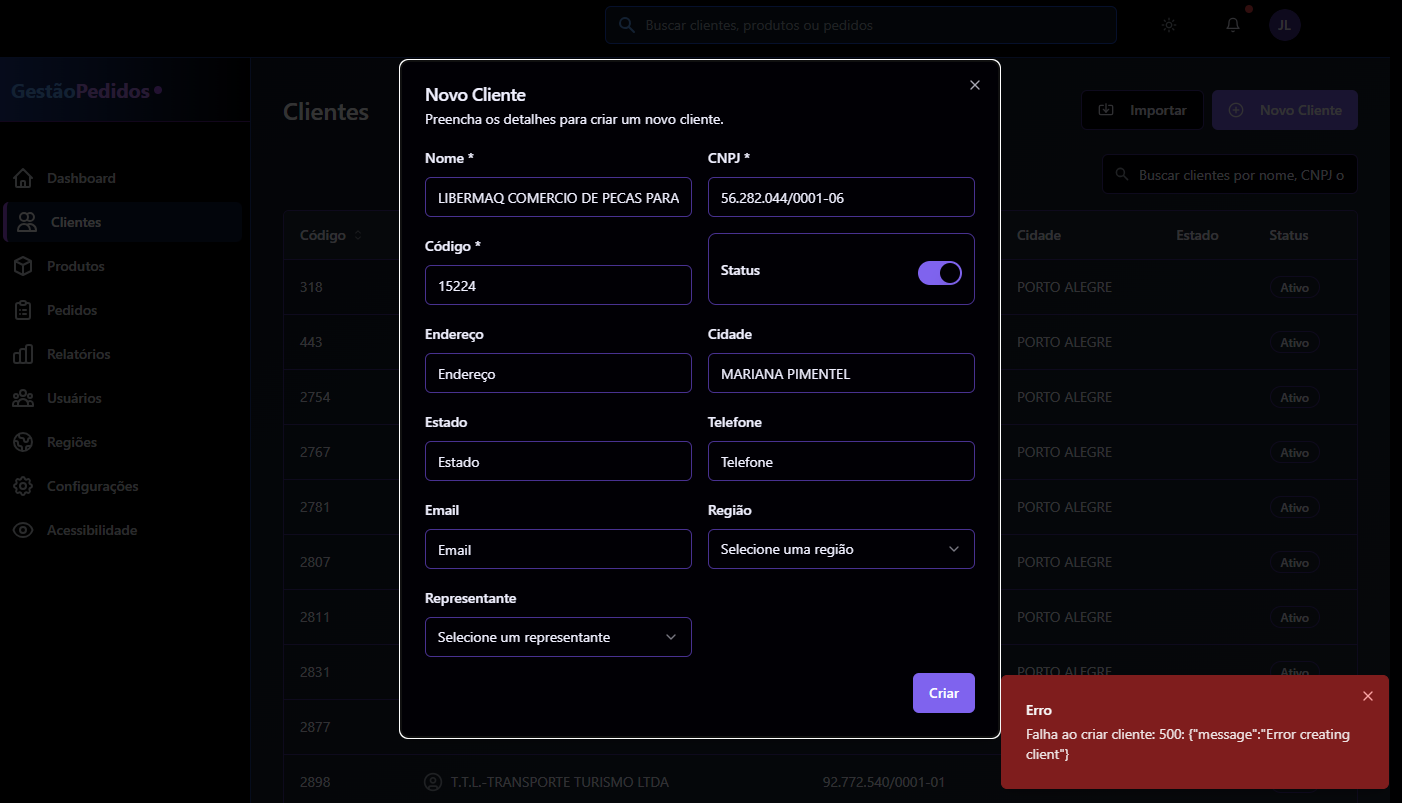 Buscar clientes, produtos ou pedidos
JL
GestãoPedidos
Clientes
Importar
Novo Cliente
Buscar clientes por nome, CNPJ o
Dashboard
Clientes
Produtos
Pedidos
Relatórios
Usuários
Regiões
Configurações
Acessibilidade
Novo Cliente
Preencha os detalhes para criar um novo cliente.
Nome *
CNPJ *
LIBERMAQ COMERCIO DE PECAS PARA
56.282.044/0001-06
Código *
Status
15224
Endereço
Cidade
Endereço
MARIANA PIMENTEL
Estado
Telefone
Estado
Telefone
Email
Região
Email
Selecione uma região
Representante
Selecione um representante
Criar
Código
Cidade
Estado
Status
318
PORTO ALEGRE
Ativo
443
PORTO ALEGRE
Ativo
2754
PORTO ALEGRE
Ativo
2767
PORTO ALEGRE
Ativo
2781
PORTO ALEGRE
Ativo
2807
PORTO ALEGRE
Ativo
2811
PORTO ALEGRE
Ativo
2831
PORTO ALEGRE
Ativo
2877
2898
T.T.L.-TRANSPORTE TURISMO LTDA
92.772.540/0001-01
Erro
Falha ao criar cliente: 500: {"message":"Error creating
client"}